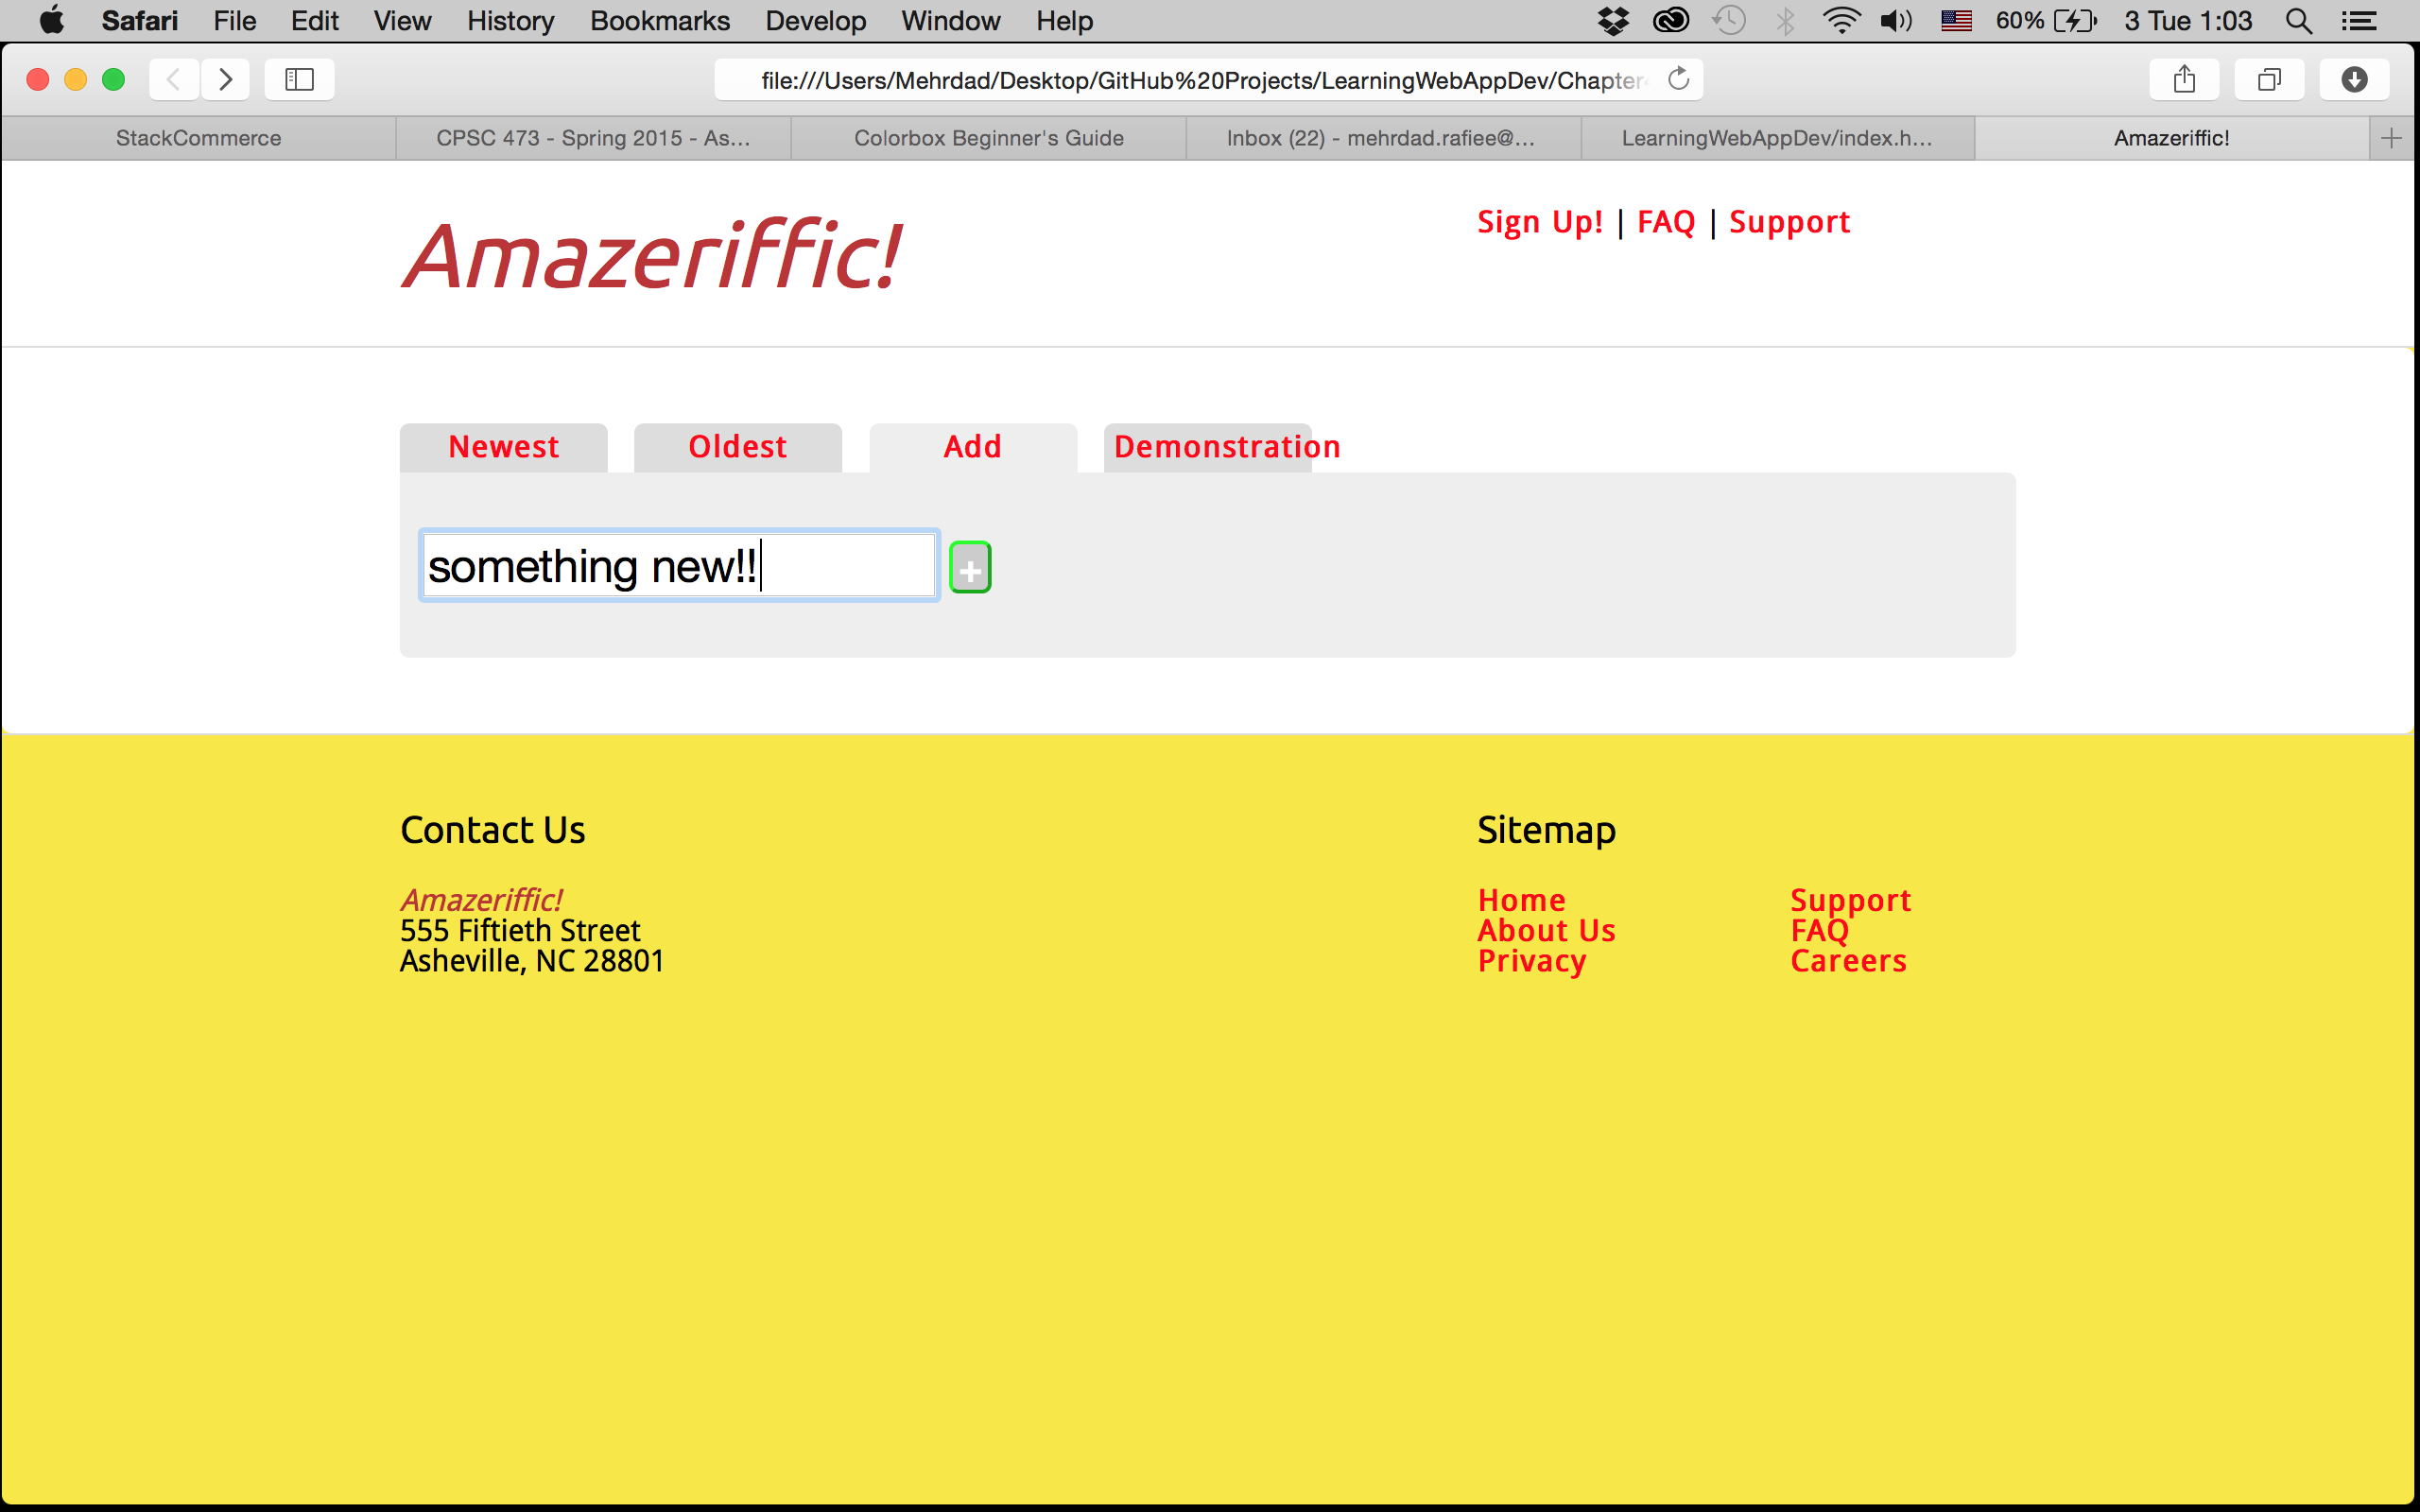 Safari File Edit View History Bookmarks Develop Window Help 60% 3 Tue 1:03
file:///Users/Mehrdad/Desktop/GitHub%20Projects/LearningWebAppDev/Chapter
StackCommerce CPSC 473 - Spring 2015 - As... Colorbox Beginner's Guide Inbox (22) - mehrdad.rafiee@... LearningWebAppDev/index.h... Amazeriffic!
Amazeriffic!
Sign Up! | FAQ | Support
Newest Oldest Add Demonstration
something new!! +
Contact Us
Amazeriffic!
555 Fiftieth Street
Asheville, NC 28801
Sitemap
Home Support
About Us FAQ
Privacy Careers